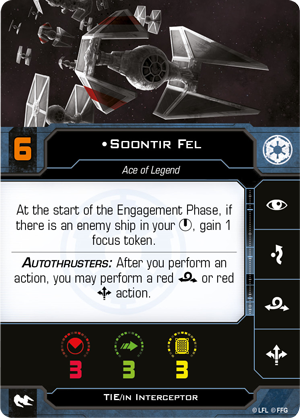 6
•SOONTIR FEL
Ace of Legend
At the start of the Engagement Phase, if
there is an enemy ship in your , gain 1
focus token.
AUTOTHRUSTERS: After you perform an
action, you may perform a red or red
action.
3 3 3
TIE/IN INTERCEPTOR
© LFL © FFG